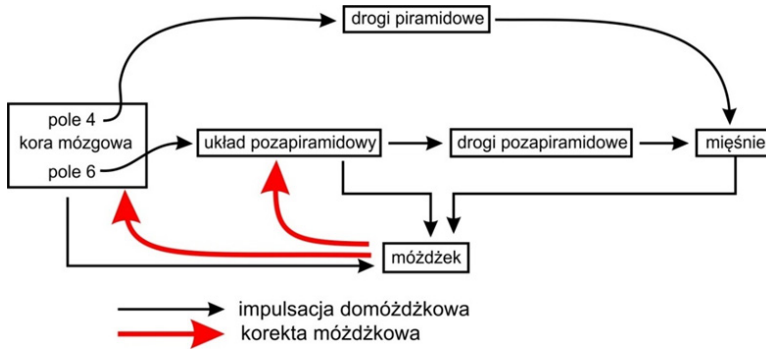 drogi piramidowe
pole 4
kora mózgowa
pole 6
układ pozapiramidowy
drogi pozapiramidowe
mięśnie
móżdżek
impulsacja domóżdżkowa
korekta móżdżkowa